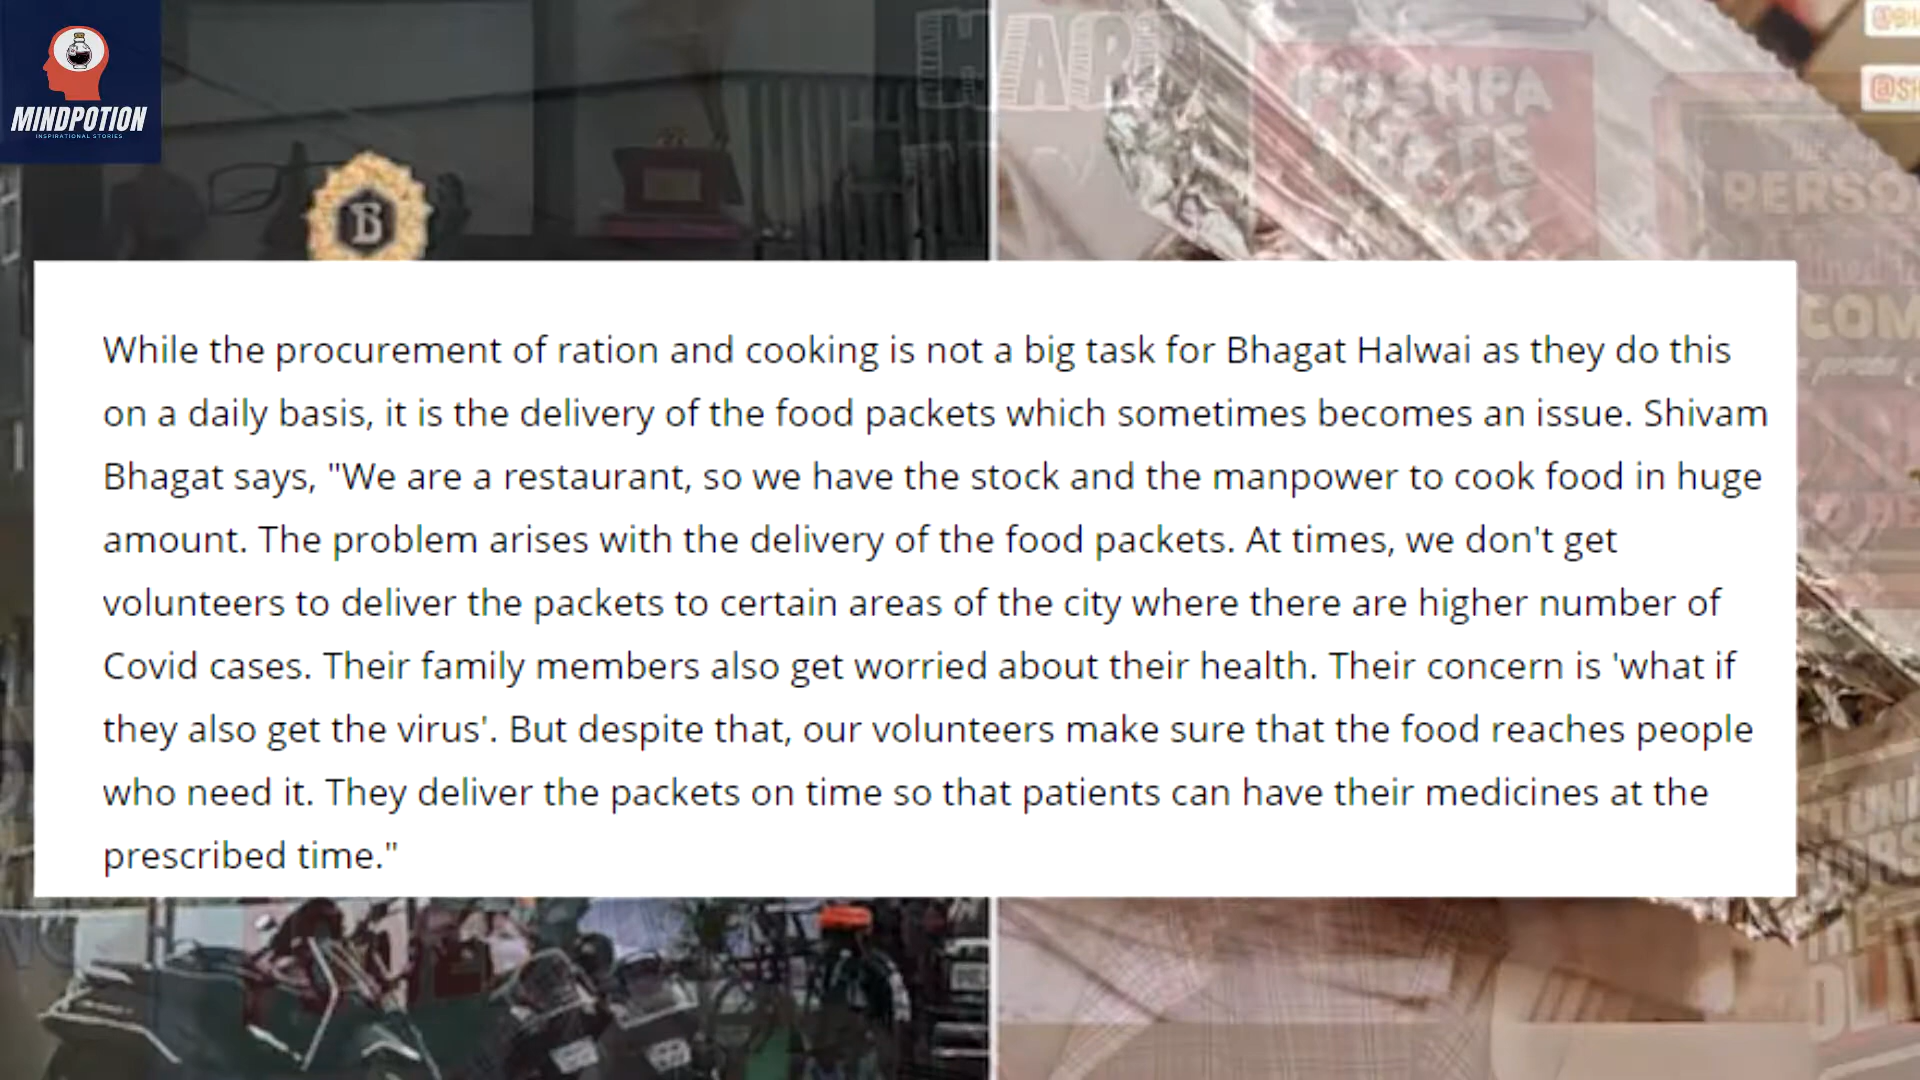 MINDPOTION
INSPIRATIONAL STORIES
B
HAP
PUSHPA
PERSO
COM
While the procurement of ration and cooking is not a big task for Bhagat Halwai as they do this
on a daily basis, it is the delivery of the food packets which sometimes becomes an issue. Shivam
Bhagat says, "We are a restaurant, so we have the stock and the manpower to cook food in huge
amount. The problem arises with the delivery of the food packets. At times, we don't get
volunteers to deliver the packets to certain areas of the city where there are higher number of
Covid cases. Their family members also get worried about their health. Their concern is 'what if
they also get the virus'. But despite that, our volunteers make sure that the food reaches people
who need it. They deliver the packets on time so that patients can have their medicines at the
prescribed time."